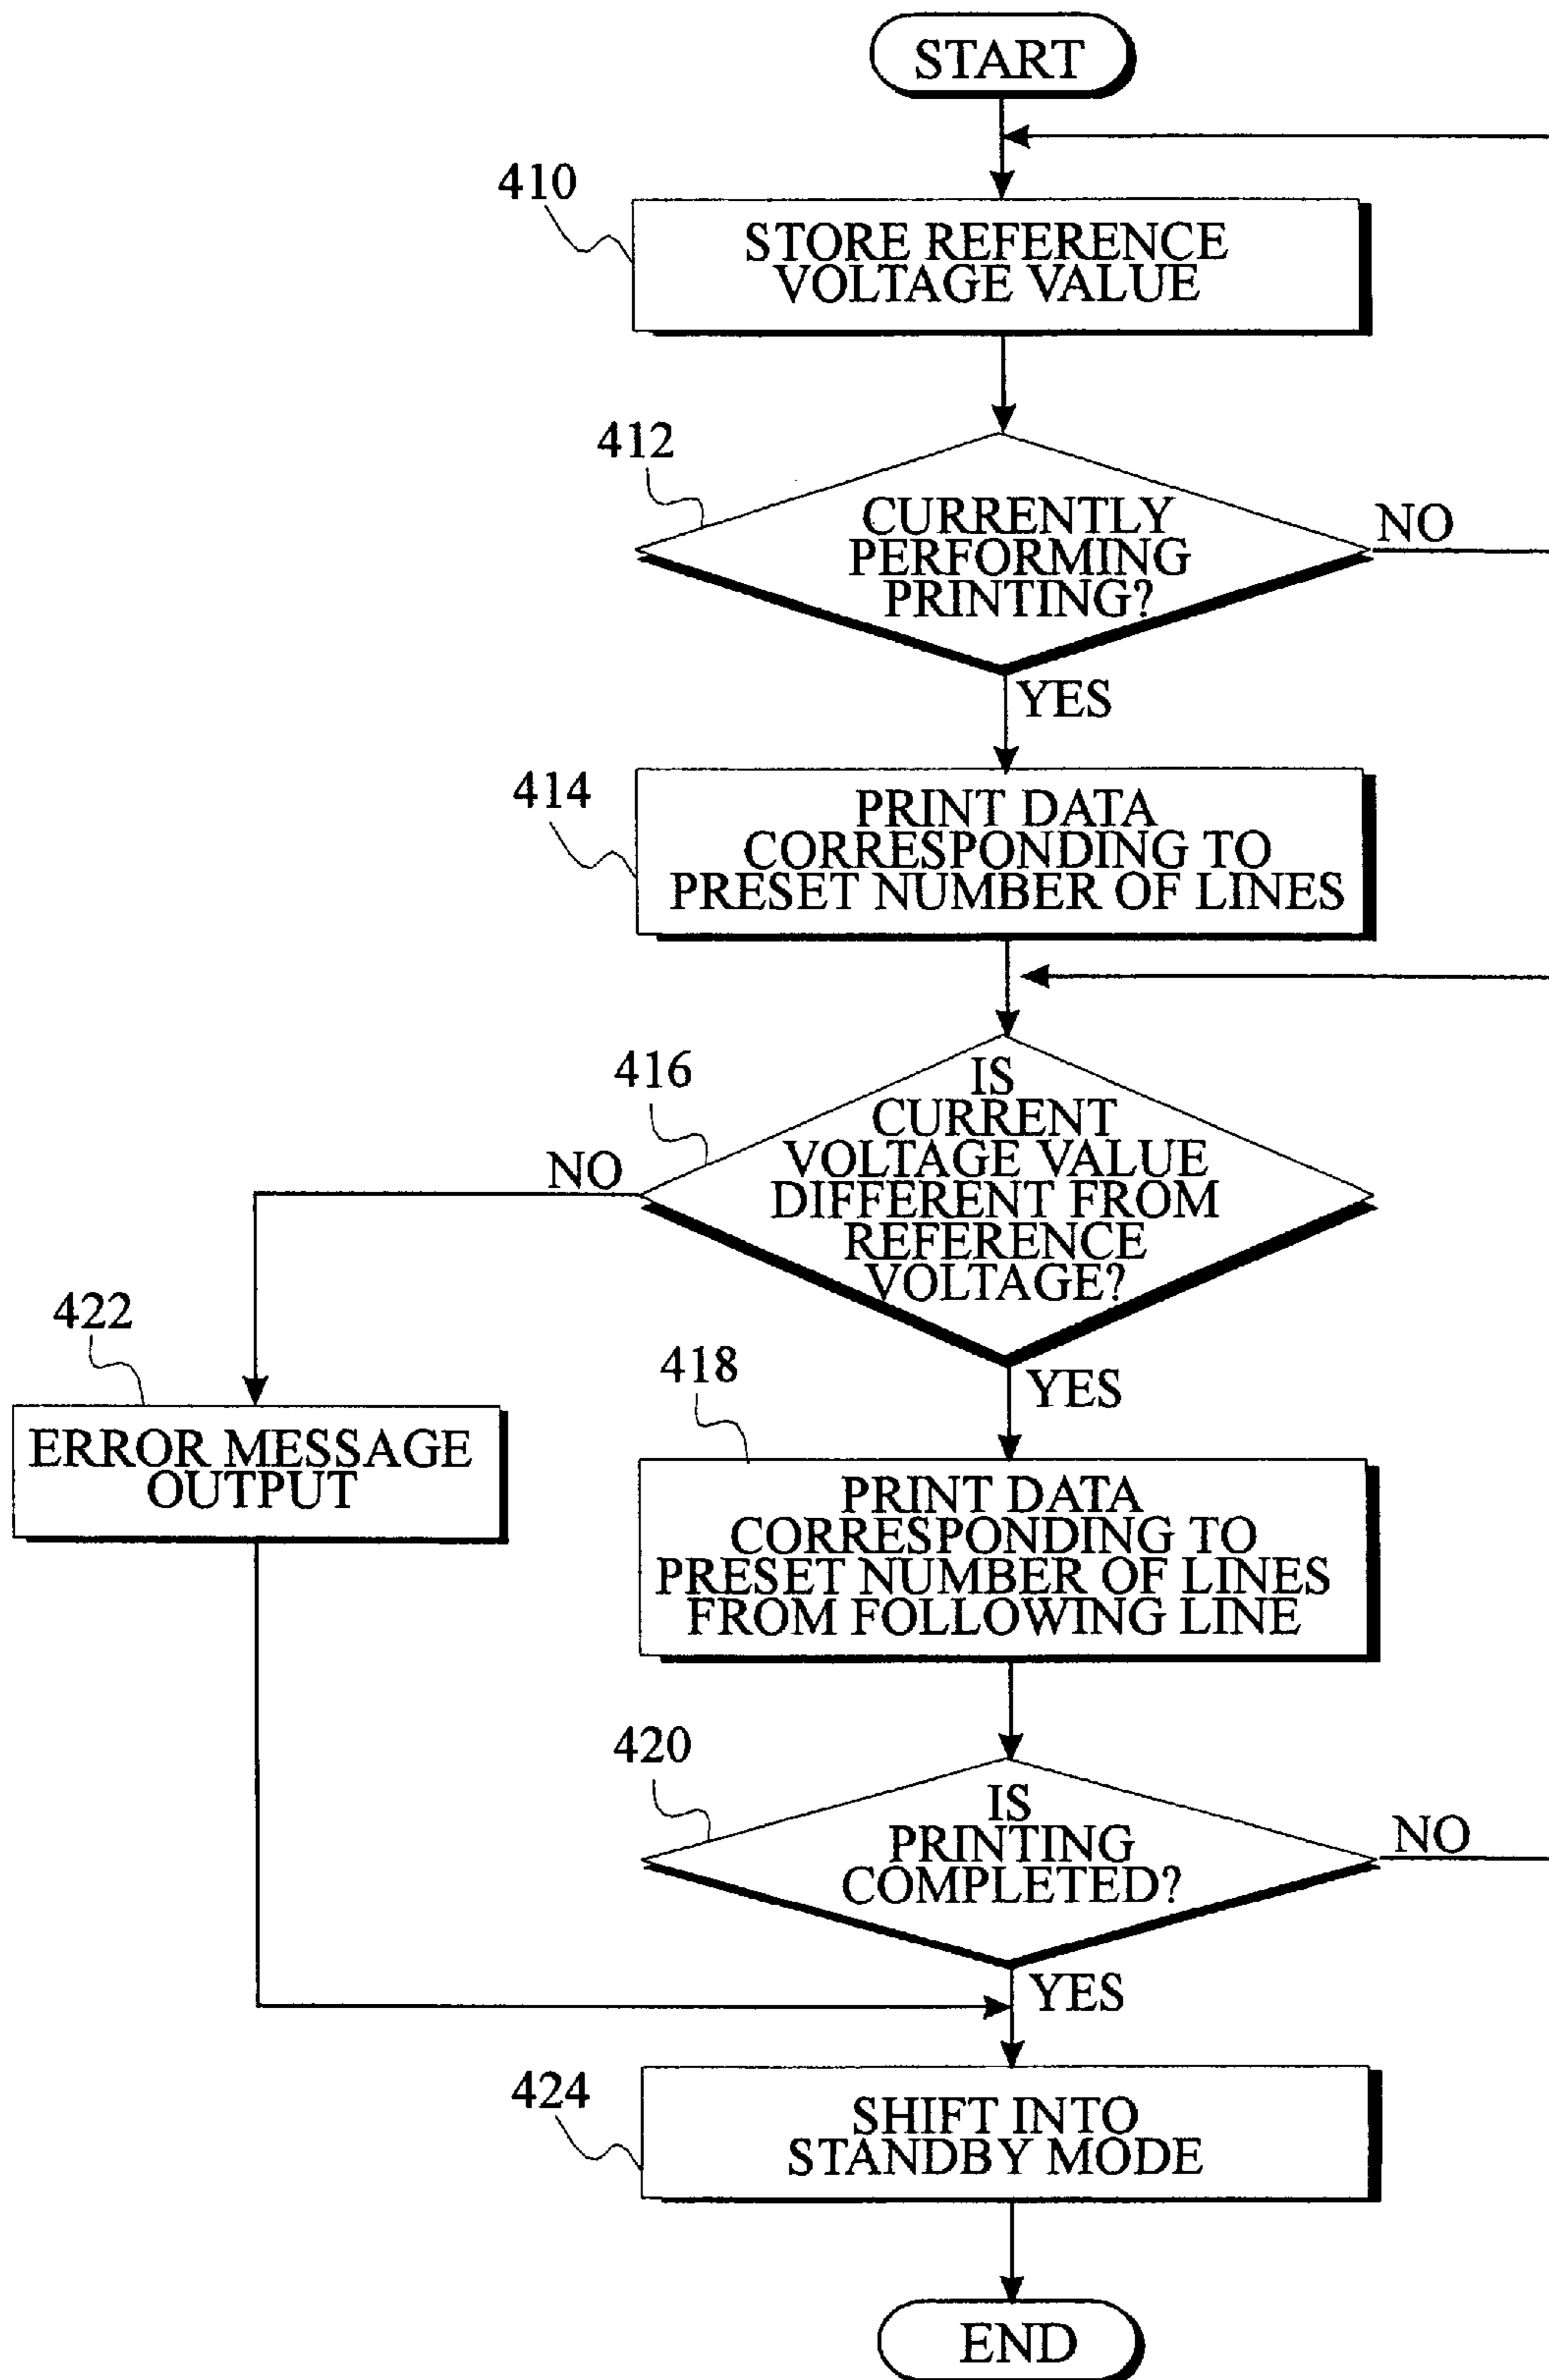 START
410
STORE REFERENCE
VOLTAGE VALUE
412
CURRENTLY
PERFORMING
PRINTING?
NO
YES
414
PRINT DATA
CORRESPONDING TO
PRESET NUMBER OF LINES
416
IS
CURRENT
VOLTAGE VALUE
DIFFERENT FROM
REFERENCE
VOLTAGE?
NO
YES
422
ERROR MESSAGE
OUTPUT
418
PRINT DATA
CORRESPONDING TO
PRESET NUMBER OF LINES
FROM FOLLOWING LINE
420
IS
PRINTING
COMPLETED?
NO
YES
424
SHIFT INTO
STANDBY MODE
END